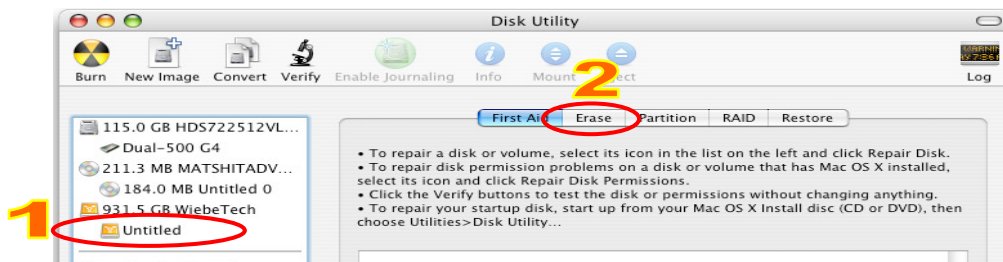 Disk Utility
Burn New Image Convert Verify Enable Journaling Info Mount
Log
2
First Aid Erase Partition RAID Restore
115.0 GB HDS722512VL...
Dual-500 G4
211.3 MB MATSHITADV...
184.0 MB Untitled 0
931.5 GB WiebeTech
1
Untitled
• To repair a disk or volume, select its icon in the list on the left and click Repair Disk.
• To repair disk permission problems on a disk or volume that has Mac OS X installed,
select its icon and click Repair Disk Permissions.
• Click the Verify buttons to test the disk or permissions without changing anything.
• To repair your startup disk, start up from your Mac OS X Install disc (CD or DVD), then
choose Utilities>Disk Utility...